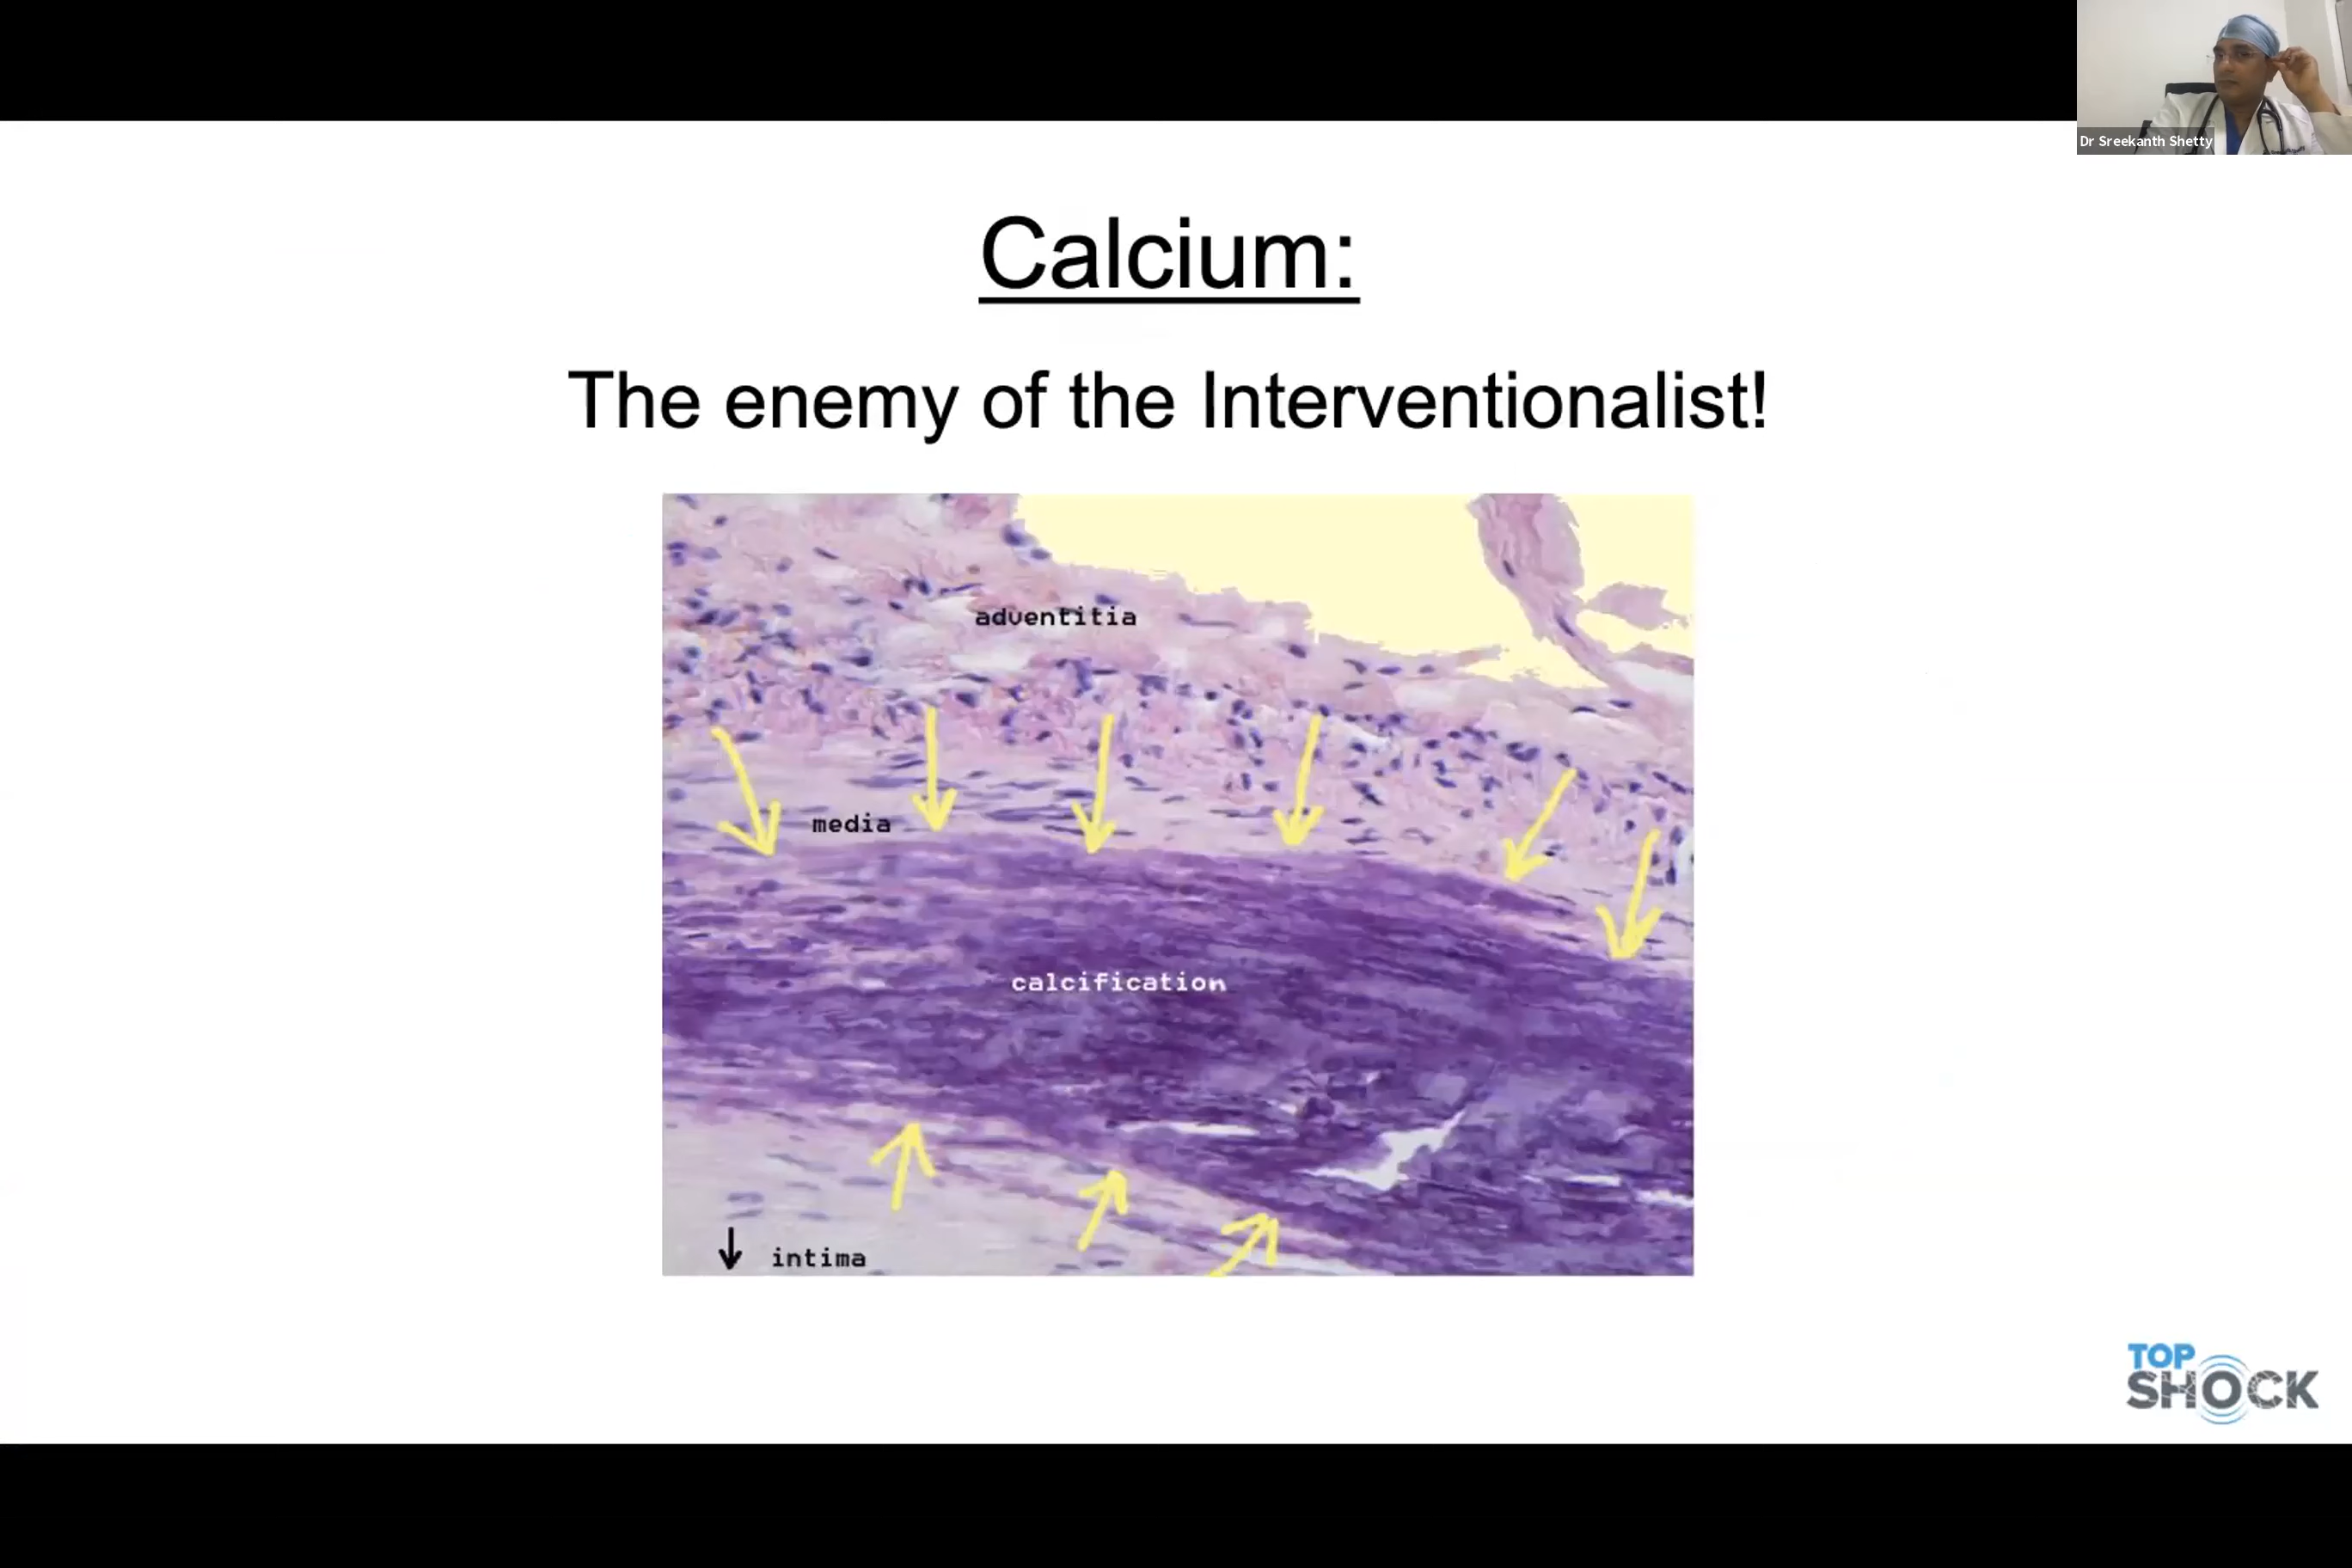 Dr Sreekanth Shetty
Calcium:
The enemy of the Interventionalist!
adventitia
media
calcification
intima
TOP
SHOCK